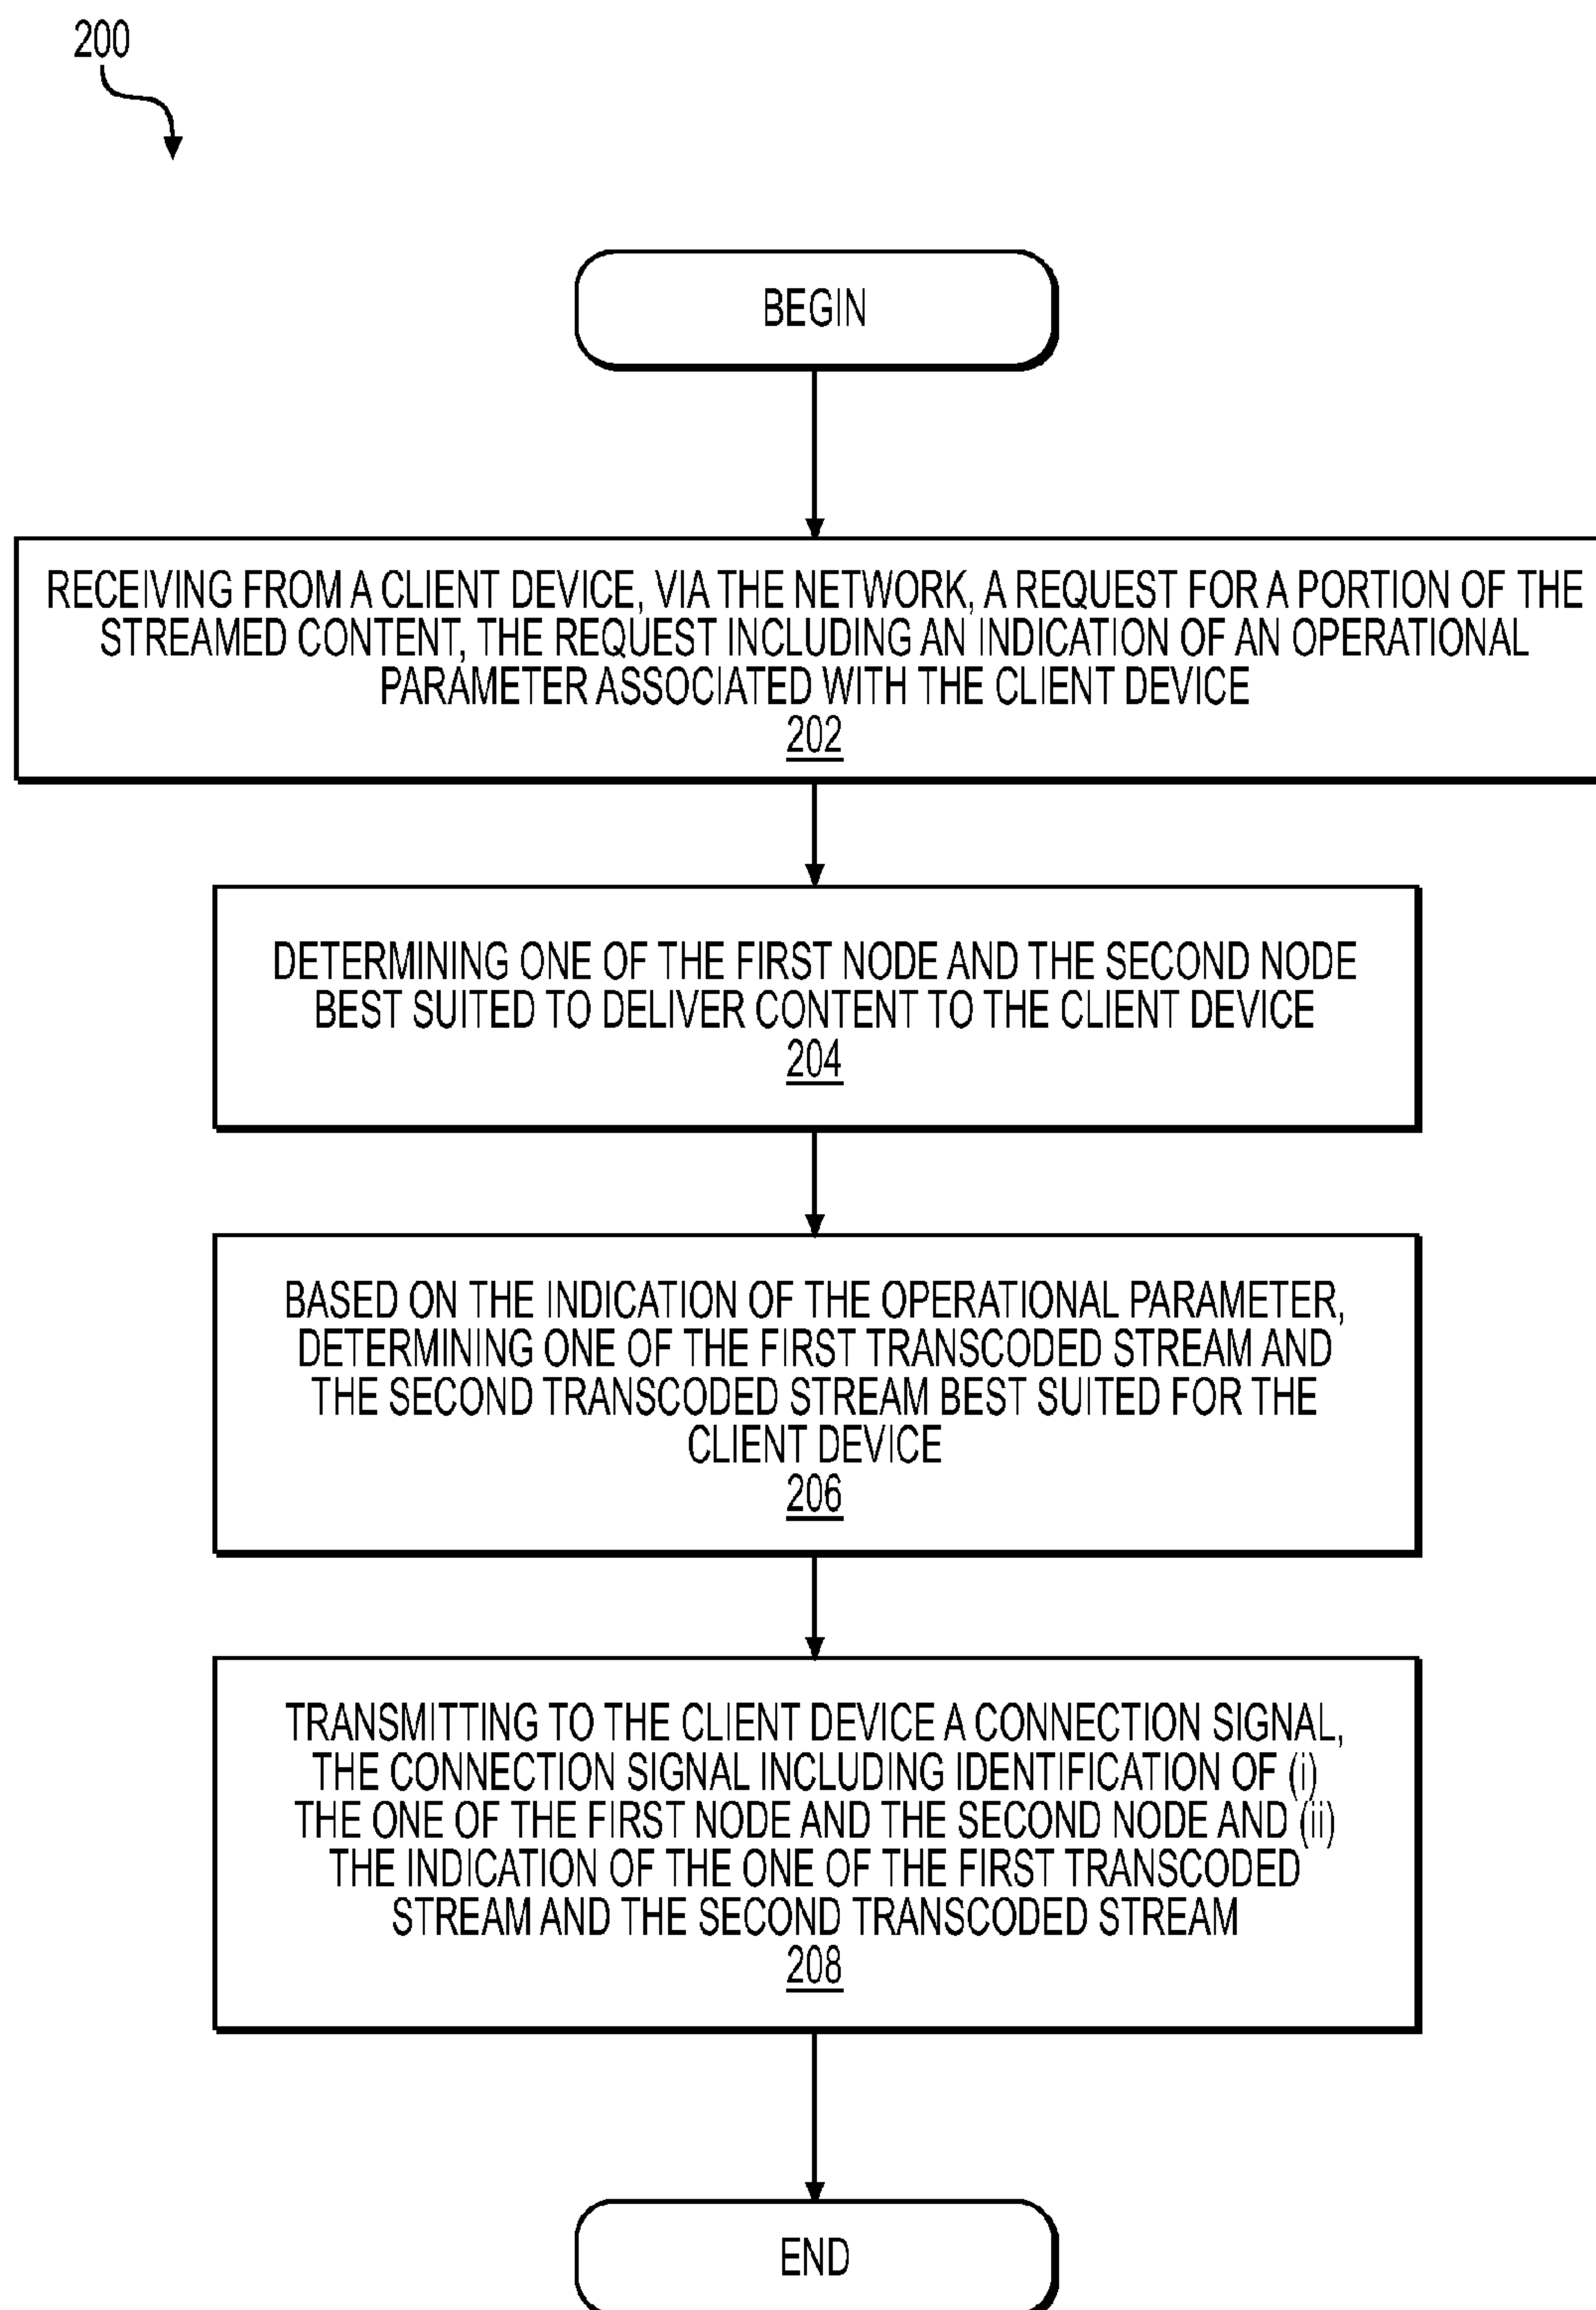 200
BEGIN
RECEIVING FROM A CLIENT DEVICE, VIA THE NETWORK, A REQUEST FOR A PORTION OF THE
STREAMED CONTENT, THE REQUEST INCLUDING AN INDICATION OF AN OPERATIONAL
PARAMETER ASSOCIATED WITH THE CLIENT DEVICE
202
DETERMINING ONE OF THE FIRST NODE AND THE SECOND NODE
BEST SUITED TO DELIVER CONTENT TO THE CLIENT DEVICE
204
BASED ON THE INDICATION OF THE OPERATIONAL PARAMETER,
DETERMINING ONE OF THE FIRST TRANSCODED STREAM AND
THE SECOND TRANSCODED STREAM BEST SUITED FOR THE
CLIENT DEVICE
206
TRANSMITTING TO THE CLIENT DEVICE A CONNECTION SIGNAL,
THE CONNECTION SIGNAL INCLUDING IDENTIFICATION OF (i)
THE ONE OF THE FIRST NODE AND THE SECOND NODE AND (ii)
THE INDICATION OF THE ONE OF THE FIRST TRANSCODED
STREAM AND THE SECOND TRANSCODED STREAM
208
END